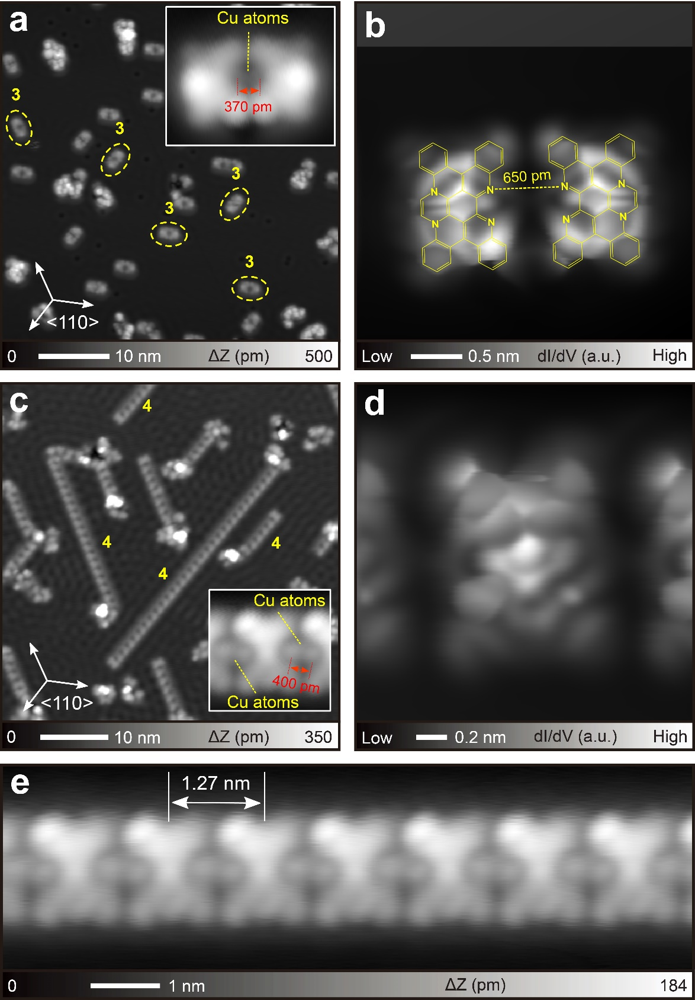 a
Cu atoms
370 pm
3
3
3
3
3
<110>
0 10 nm ΔZ (pm) 500
b
650 pm
N N N N
N N N N
Low 0.5 nm dI/dV (a.u.) High
c
4
4
4
4
Cu atoms
400 pm
Cu atoms
<110>
0 10 nm ΔZ (pm) 350
d
Low 0.2 nm dI/dV (a.u.) High
e
1.27 nm
0 1 nm ΔZ (pm) 184